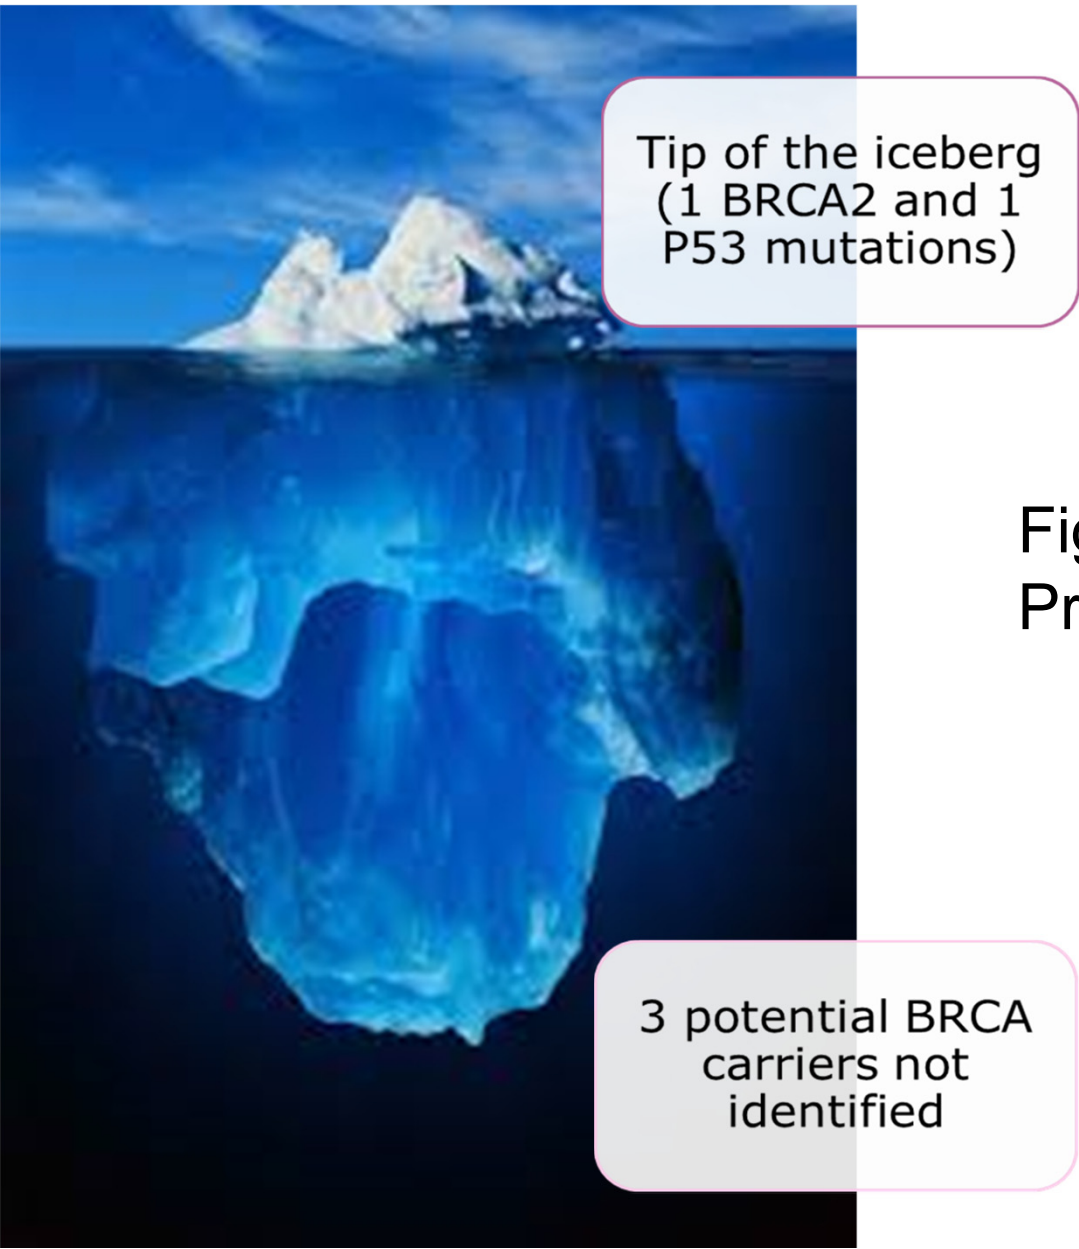 Tip of the iceberg
(1 BRCA2 and 1
P53 mutations)
3 potential BRCA
carriers not
identified